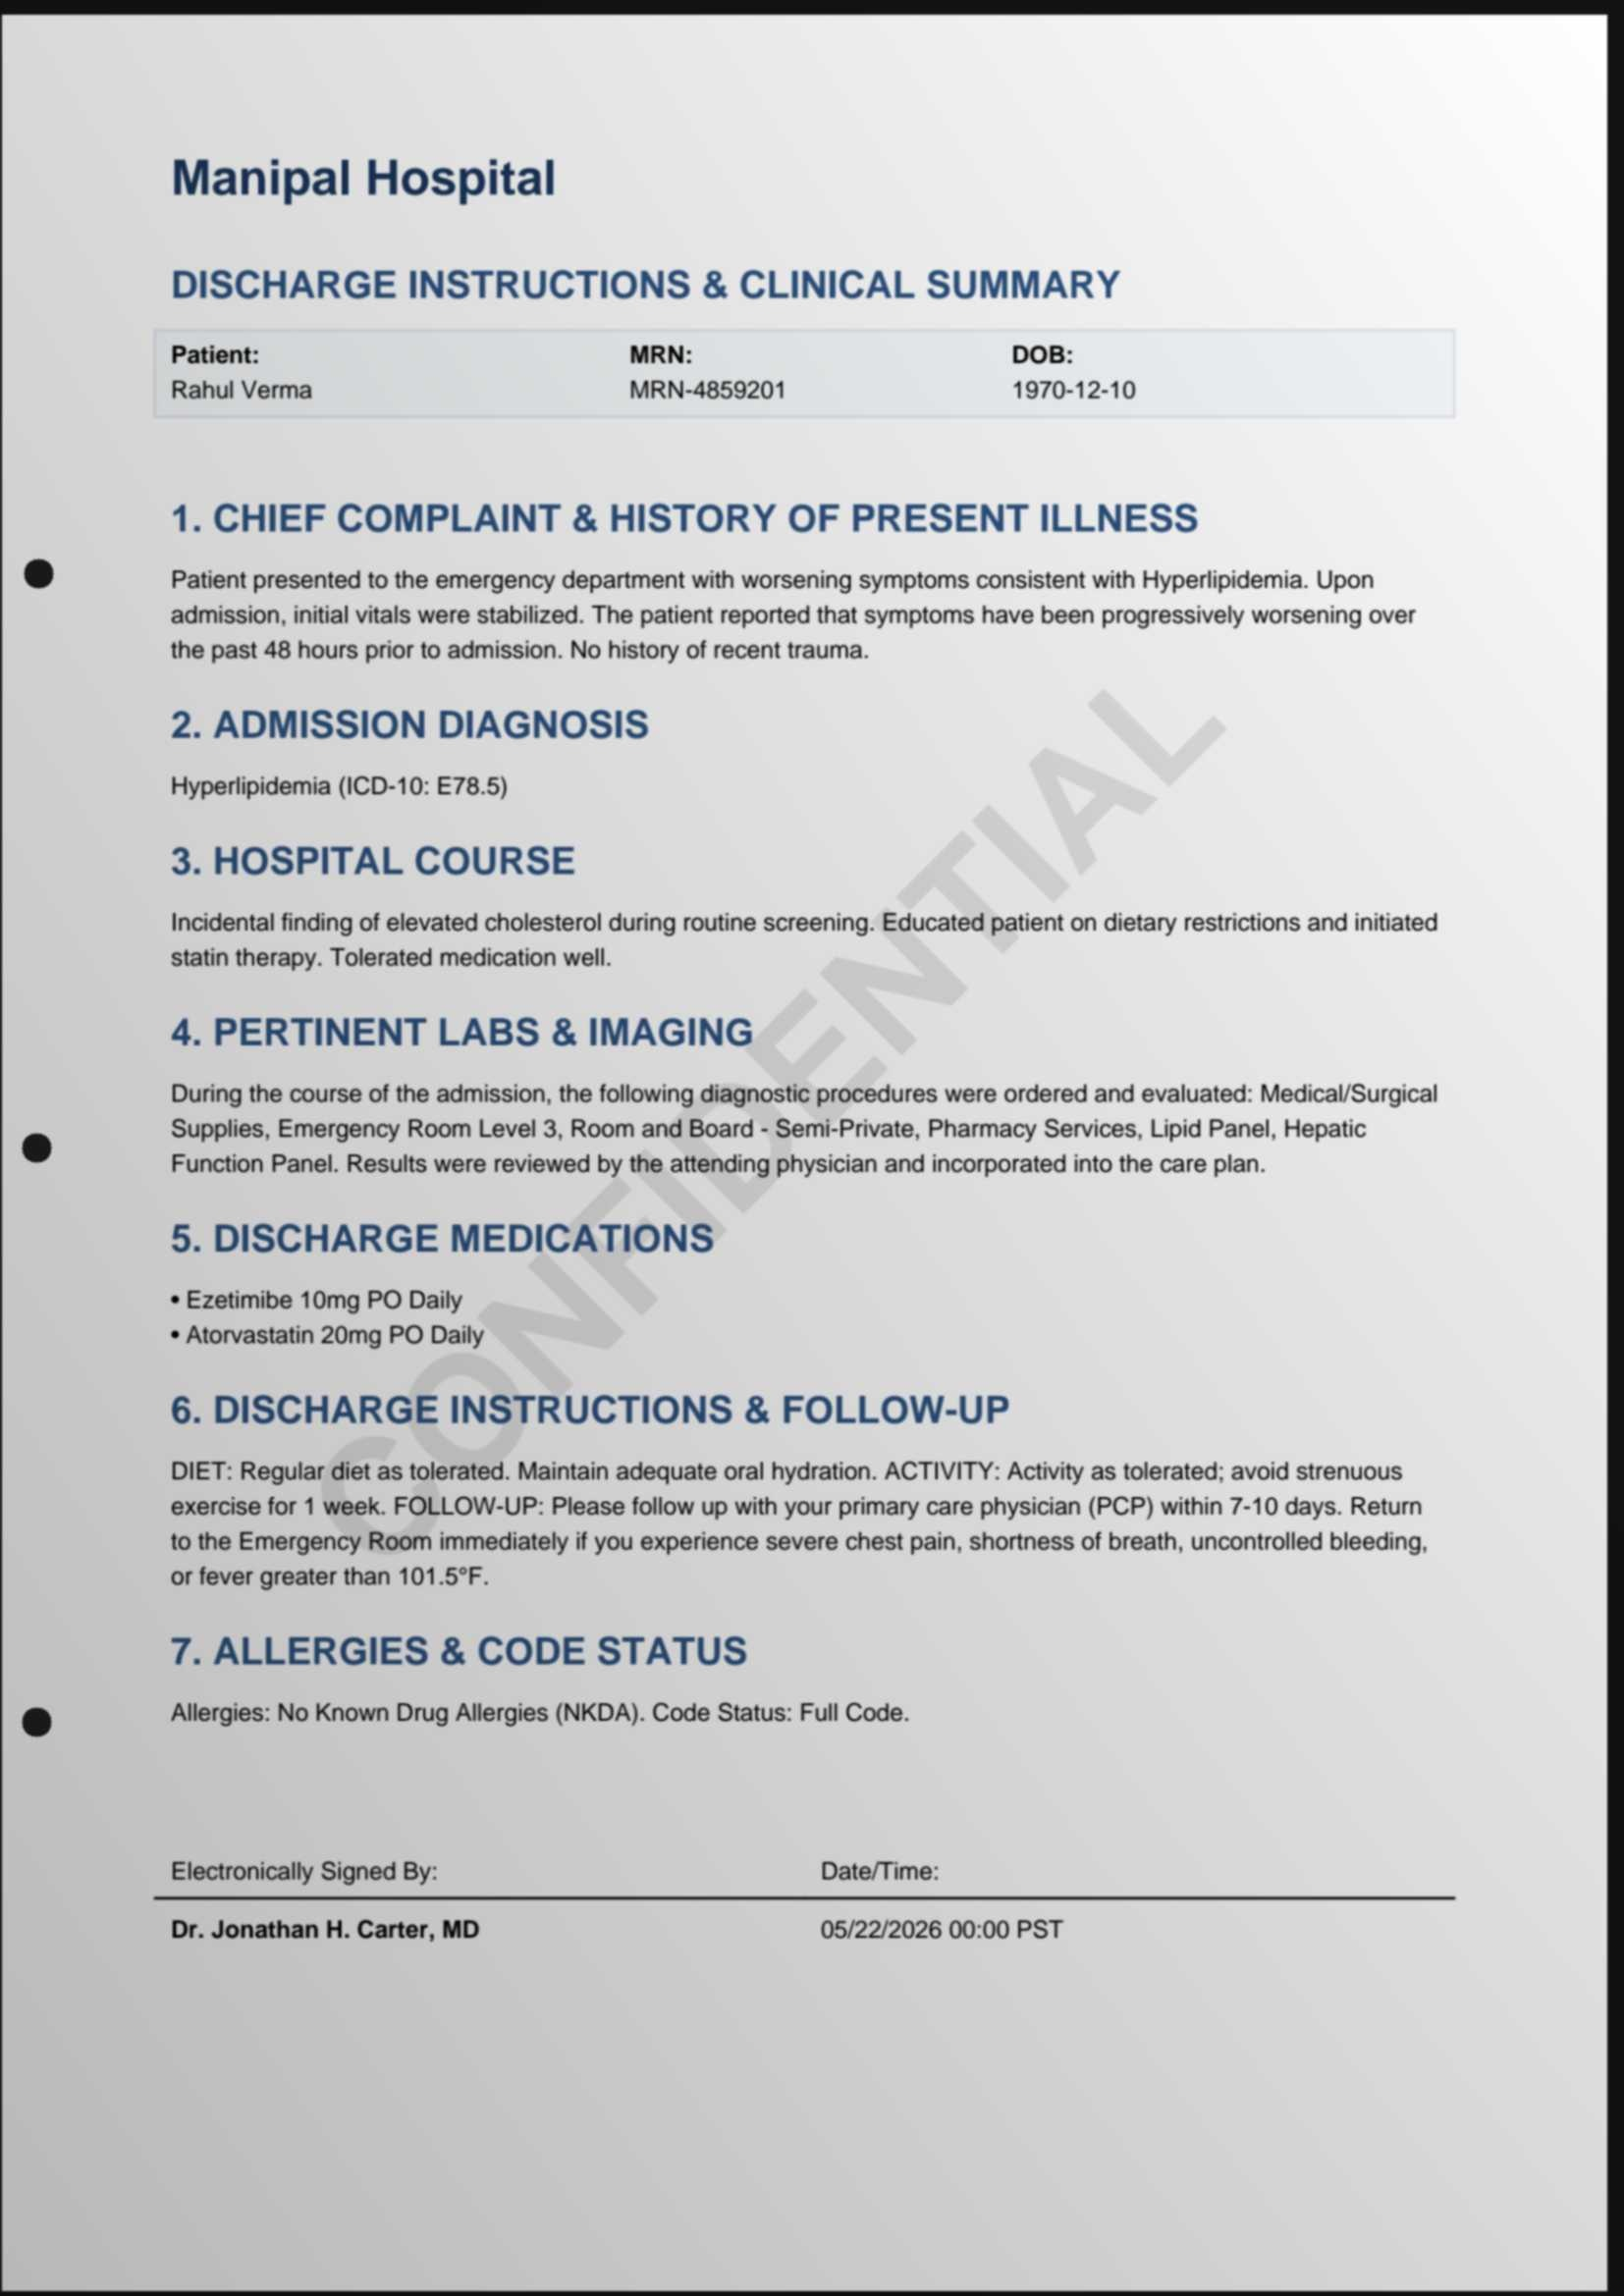 Manipal Hospital
DISCHARGE INSTRUCTIONS & CLINICAL SUMMARY
Patient: MRN: DOB:
Rahul Verma MRN-4859201 1970-12-10
1. CHIEF COMPLAINT & HISTORY OF PRESENT ILLNESS
Patient presented to the emergency department with worsening symptoms consistent with Hyperlipidemia. Upon
admission, initial vitals were stabilized. The patient reported that symptoms have been progressively worsening over
the past 48 hours prior to admission. No history of recent trauma.
2. ADMISSION DIAGNOSIS
Hyperlipidemia (ICD-10: E78.5)
3. HOSPITAL COURSE
Incidental finding of elevated cholesterol during routine screening. Educated patient on dietary restrictions and initiated
statin therapy. Tolerated medication well.
4. PERTINENT LABS & IMAGING
During the course of the admission, the following diagnostic procedures were ordered and evaluated: Medical/Surgical
Supplies, Emergency Room Level 3, Room and Board - Semi-Private, Pharmacy Services, Lipid Panel, Hepatic
Function Panel. Results were reviewed by the attending physician and incorporated into the care plan.
5. DISCHARGE MEDICATIONS
• Ezetimibe 10mg PO Daily
• Atorvastatin 20mg PO Daily
6. DISCHARGE INSTRUCTIONS & FOLLOW-UP
DIET: Regular diet as tolerated. Maintain adequate oral hydration. ACTIVITY: Activity as tolerated; avoid strenuous
exercise for 1 week. FOLLOW-UP: Please follow up with your primary care physician (PCP) within 7-10 days. Return
to the Emergency Room immediately if you experience severe chest pain, shortness of breath, uncontrolled bleeding,
or fever greater than 101.5°F.
7. ALLERGIES & CODE STATUS
Allergies: No Known Drug Allergies (NKDA). Code Status: Full Code.
Electronically Signed By: Date/Time:
Dr. Jonathan H. Carter, MD 05/22/2026 00:00 PST
CONFIDENTIAL